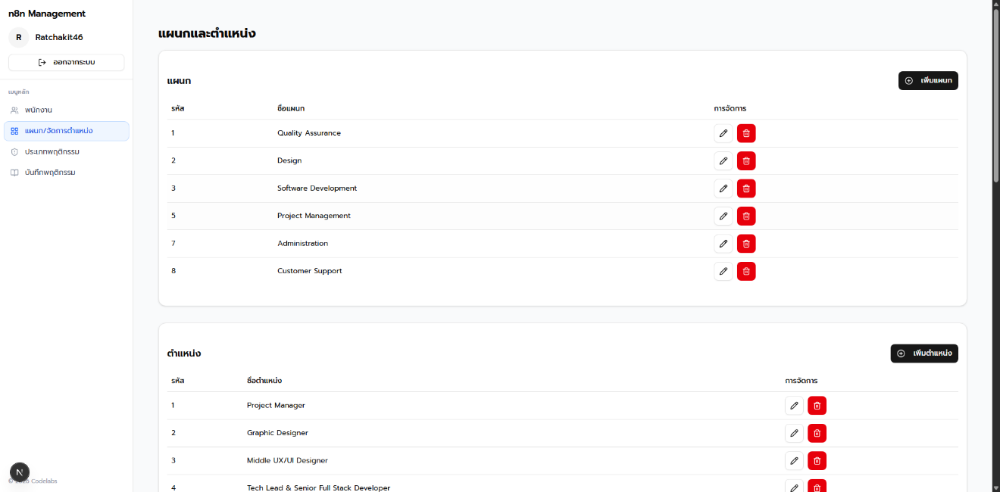 n8n Management
R Ratchakit46
ออกจากระบบ
เมนูหลัก
พนักงาน
แผนก/จัดการตำแหน่ง
ประเภทพฤติกรรม
บันทึกพฤติกรรม
N
Codelabs
แผนกและตำแหน่ง
แผนก
เพิ่มแผนก
รหัส ชื่อแผนก การจัดการ
1 Quality Assurance
2 Design
3 Software Development
5 Project Management
7 Administration
8 Customer Support
ตำแหน่ง
เพิ่มตำแหน่ง
รหัส ชื่อตำแหน่ง การจัดการ
1 Project Manager
2 Graphic Designer
3 Middle UX/UI Designer
4 Tech Lead & Senior Full Stack Developer